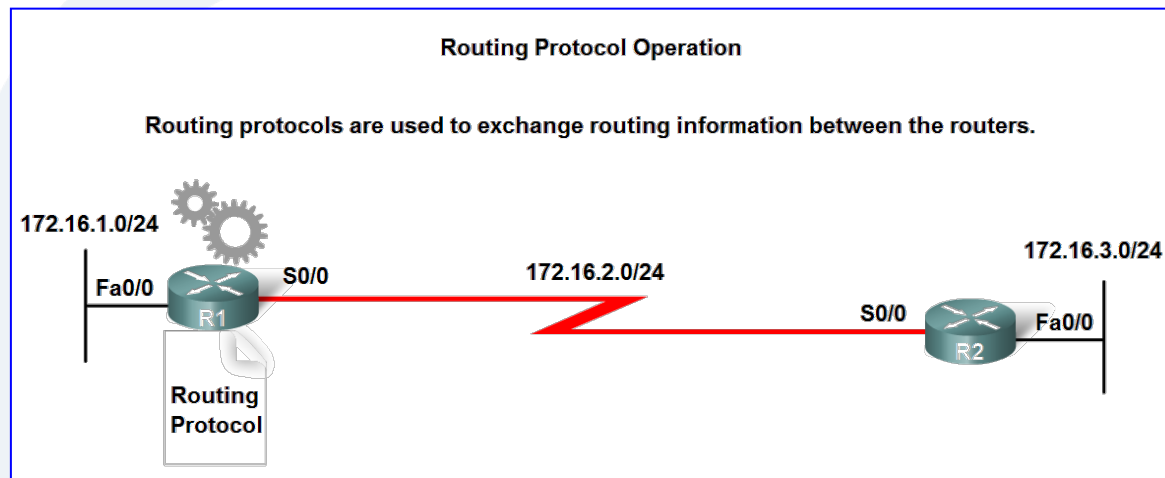 Routing Protocol Operation
Routing protocols are used to exchange routing information between the routers.
172.16.1.0/24
172.16.2.0/24
172.16.3.0/24
Fa0/0
S0/0
S0/0
Fa0/0
R1
R2
Routing
Protocol